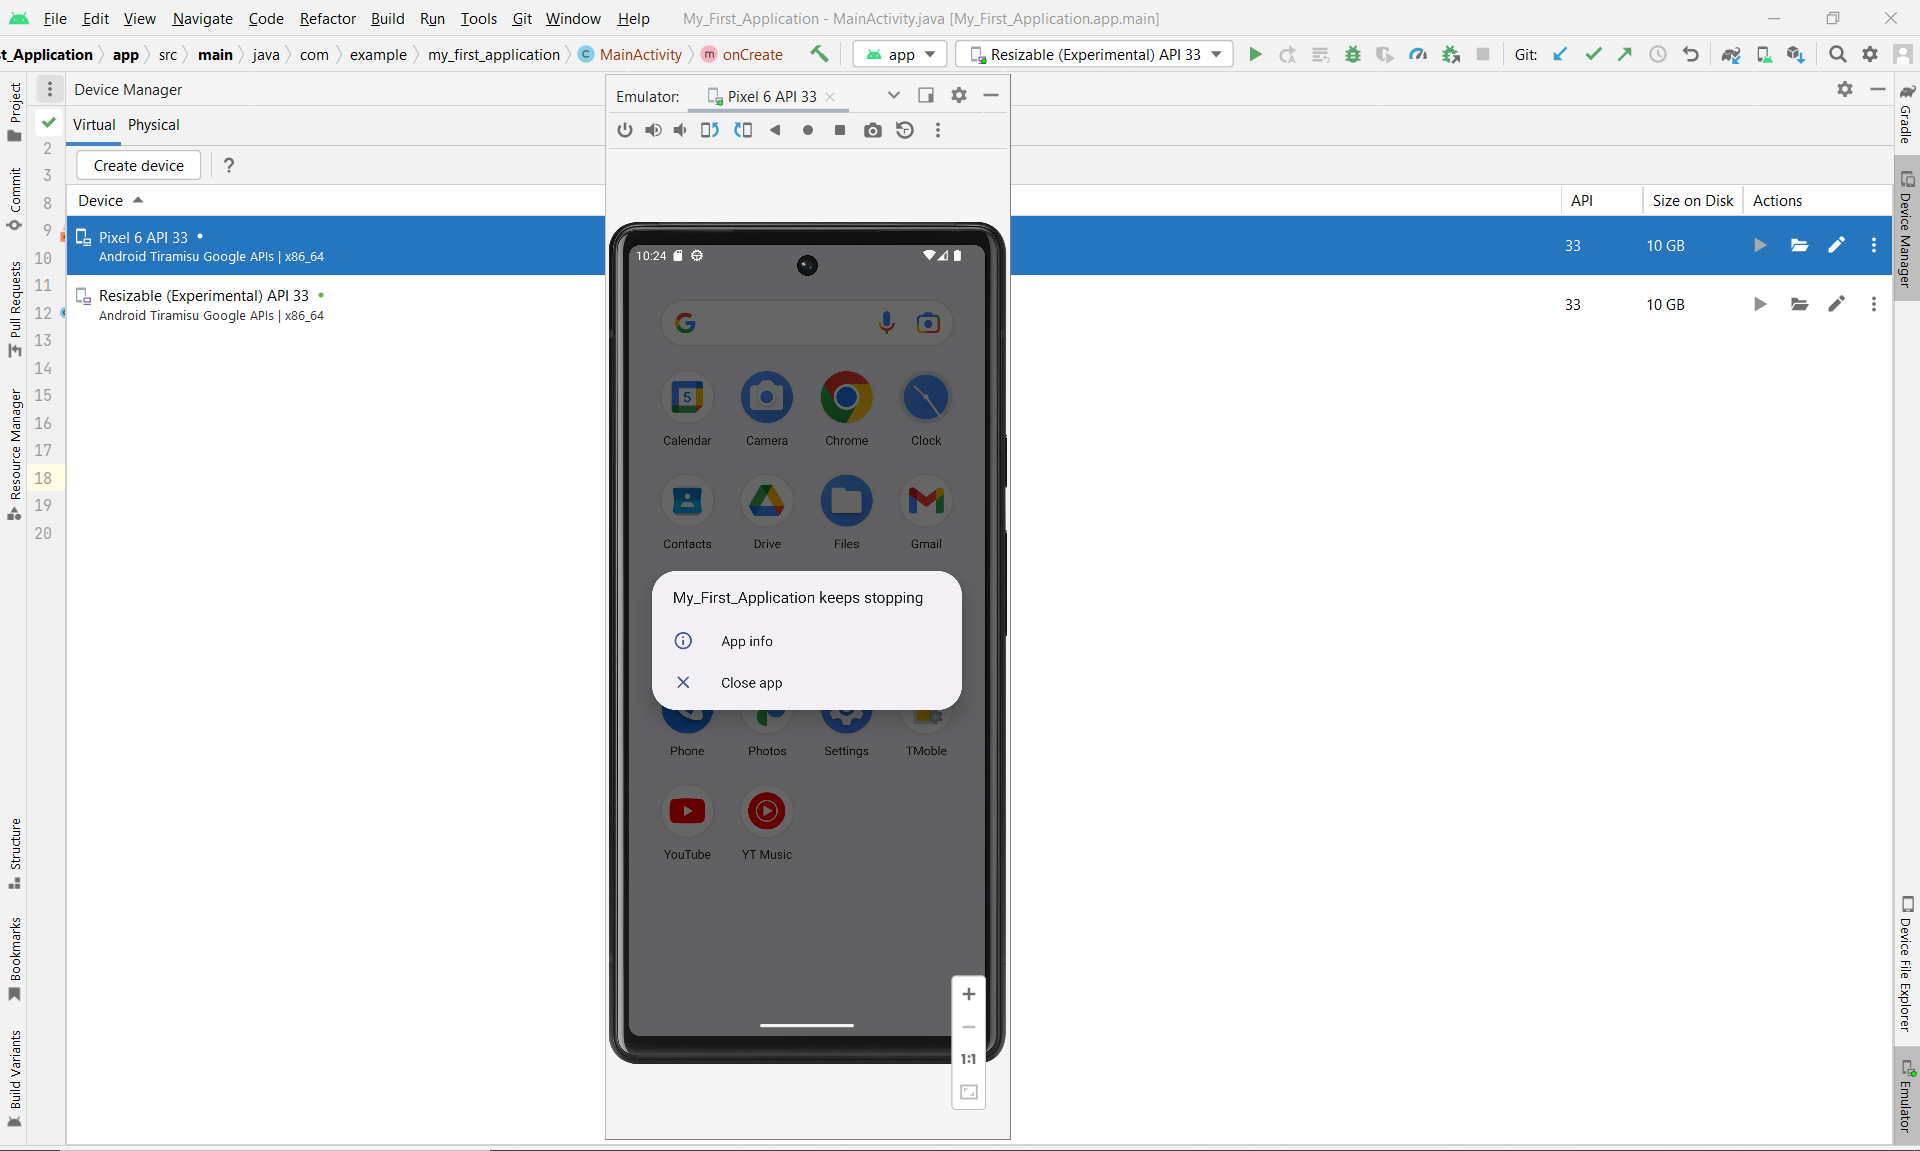 File Edit View Navigate Code Refactor Build Run Tools Git Window Help My_First_Application - MainActivity.java [My_First_Application.app.main]
t_Application app src main java com example my_first_application C MainActivity m onCreate app Resizable (Experimental) API 33 Git:
Device Manager
Virtual Physical
Create device ?
Device API Size on Disk Actions
Pixel 6 API 33 33 10 GB
Android Tiramisu Google APIs | x86_64
Resizable (Experimental) API 33 33 10 GB
Android Tiramisu Google APIs | x86_64
2
3
8
9
10
11
12
13
14
15
16
17
18
19
20
Project
Commit
Pull Requests
Resource Manager
Structure
Bookmarks
Build Variants
Emulator: Pixel 6 API 33
10:24
G
5
Calendar Camera Chrome Clock
Contacts Drive Files Gmail
My_First_Application keeps stopping
App info
Close app
Phone Photos Settings TMoble
YouTube YT Music
1:1
Gradle
Device Manager
Device File Explorer
Emulator